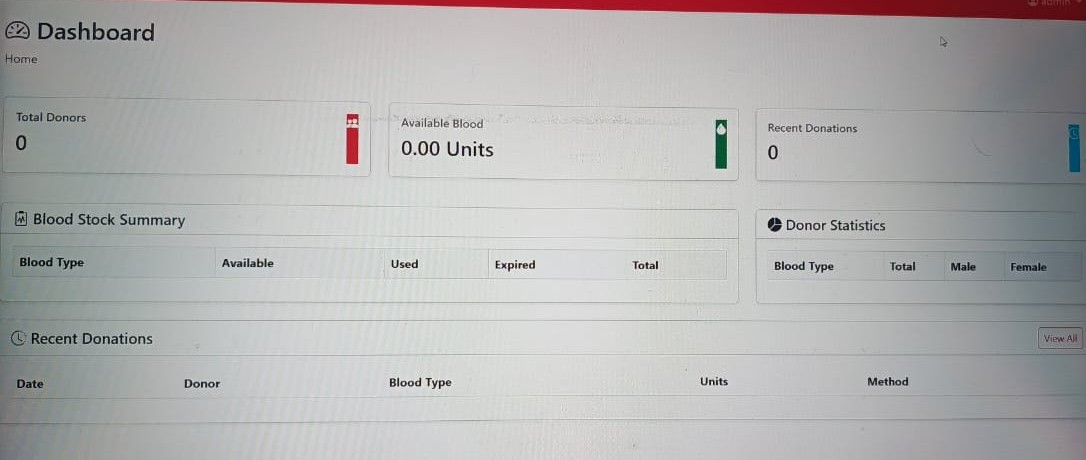 admin
Dashboard
Home
Total Donors
0
Available Blood
0.00 Units
Recent Donations
0
Blood Stock Summary
Blood Type Available Used Expired Total
Donor Statistics
Blood Type Total Male Female
Recent Donations
View All
Date Donor Blood Type Units Method